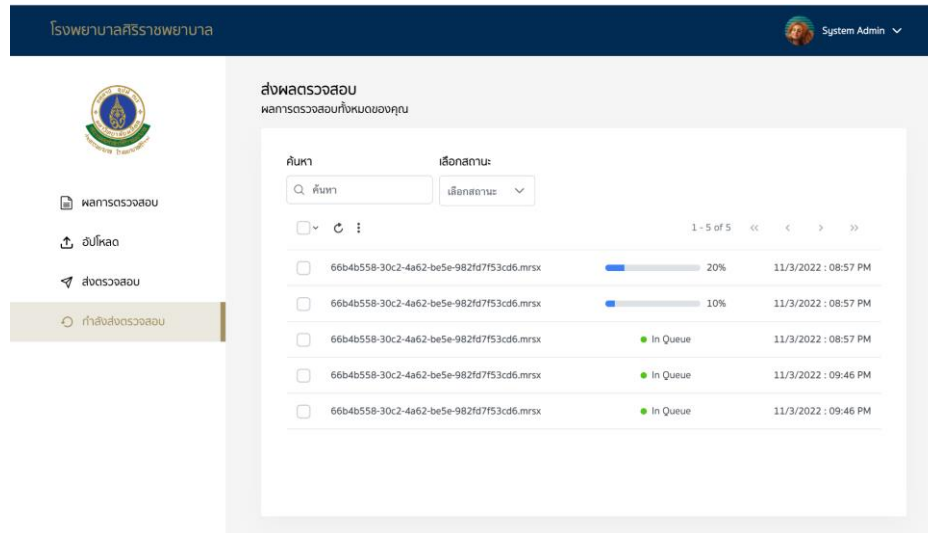 โรงพยาบาลศิริราชพยาบาล
System Admin
ส่งผลตรวจสอบ
ผลการตรวจสอบทั้งหมดของคุณ
ค้นหา เลือกสถานะ
ค้นหา เลือกสถานะ
1 - 5 of 5
66b4b558-30c2-4a62-be5e-982fd7f53cd6.mrsx 20% 11/3/2022 : 08:57 PM
66b4b558-30c2-4a62-be5e-982fd7f53cd6.mrsx 10% 11/3/2022 : 08:57 PM
66b4b558-30c2-4a62-be5e-982fd7f53cd6.mrsx In Queue 11/3/2022 : 08:57 PM
66b4b558-30c2-4a62-be5e-982fd7f53cd6.mrsx In Queue 11/3/2022 : 09:46 PM
66b4b558-30c2-4a62-be5e-982fd7f53cd6.mrsx In Queue 11/3/2022 : 09:46 PM
ผลการตรวจสอบ
อัปโหลด
ส่งตรวจสอบ
กำลังส่งตรวจสอบ